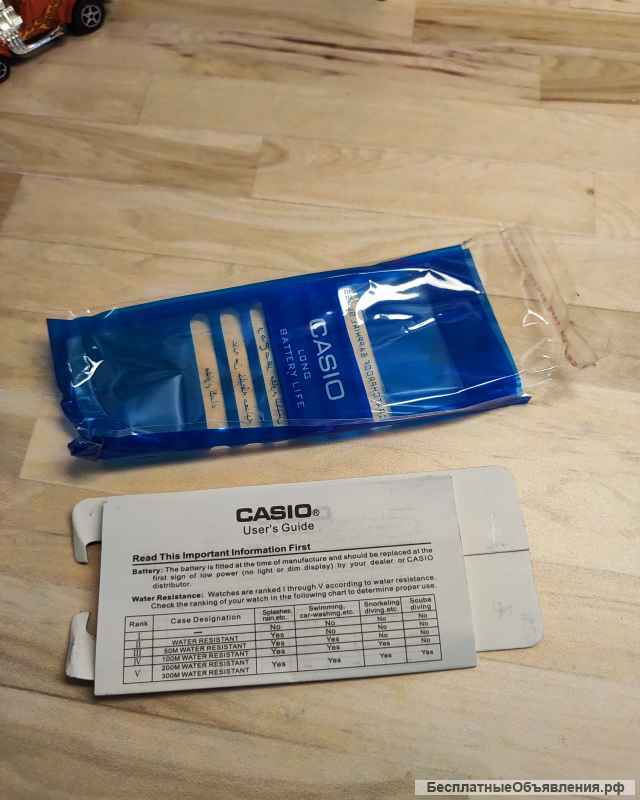 CASIO
LONG
BATTERY LIFE
CASIO®
User's Guide
Read This Important Information First
Battery: The battery is fitted at the time of manufacture and should be replaced at the
first sign of low power (no light or dim display) by your dealer or CASIO
distributor.
Water Resistance: Watches are ranked I through V according to water resistance.
Check the ranking of your watch in the following chart to determine proper use.
Rank Case Designation Splashes, rain,etc. Swimming, car-washing,etc. Snorkeling diving,etc. Scuba diving
I — No No No No
II WATER RESISTANT Yes No No No
III 50M WATER RESISTANT Yes Yes No No
IV 100M WATER RESISTANT Yes Yes Yes No
V 200M WATER RESISTANT 300M WATER RESISTANT Yes Yes Yes Yes
БесплатныеОбъявления.рф